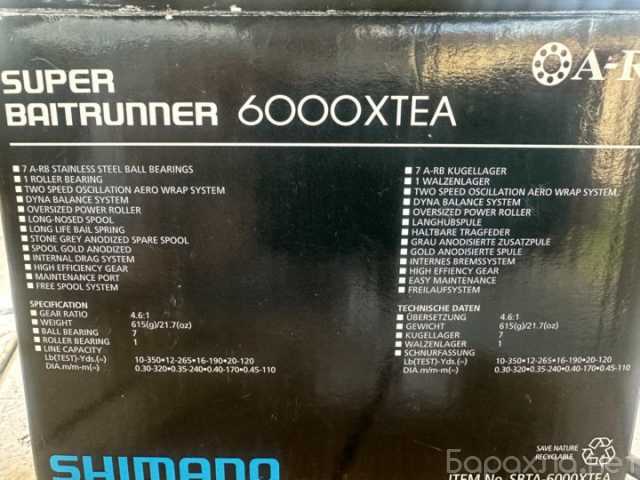 A-R
SUPER
BAITRUNNER 6000XTEA
■ 7 A-RB STAINLESS STEEL BALL BEARINGS
■ 1 ROLLER BEARING
■ TWO SPEED OSCILLATION AERO WRAP SYSTEM
■ DYNA BALANCE SYSTEM
■ OVERSIZED POWER ROLLER
■ LONG-NOSED SPOOL
■ LONG LIFE BAIL SPRING
■ STONE GREY ANODIZED SPARE SPOOL
■ SPOOL GOLD ANODIZED
■ INTERNAL DRAG SYSTEM
■ HIGH EFFICIENCY GEAR
■ MAINTENANCE PORT
■ FREE SPOOL SYSTEM
SPECIFICATION
■ GEAR RATIO 4.6:1
■ WEIGHT 615(g)/21.7(oz)
■ BALL BEARING 7
■ ROLLER BEARING 1
■ LINE CAPACITY
Lb(TEST)-Yds.(~) 10-350•12-265•16-190•20-120
DIA.m/m-m(~) 0.30-320•0.35-240•0.40-170•0.45-110
■ 7 A-RB KUGELLAGER
■ 1 WALZENLAGER
■ TWO SPEED OSCILLATION AERO WRAP SYSTEM
■ DYNA BALANCE SYSTEM
■ OVERSIZED POWER ROLLER
■ LANGHUBSPULE
■ HALTBARE TRAGFEDER
■ GRAU ANODISIERTE ZUSATZPULE
■ GOLD ANODISIERTE SPULE
■ INTERNES BREMSSYSTEM
■ HIGH EFFIENCY GEAR
■ EASY MAINTENANCE
■ FREILAUFSYSTEM
TECHNISCHE DATEN
■ ÜBERSETZUNG 4.6:1
■ GEWICHT 615(g)/21.7(oz)
■ KUGELLAGER 7
■ WALZENLAGER 1
■ SCHNURFASSUNG
Lb(TEST)-Yds.(~) 10-350•12-265•16-190•20-120
DIA.m/m-m(~) 0.30-320•0.35-240•0.40-170•0.45-110
SAVE NATURE
RECYCLABLE
SHIMANO
ITEM No. SBTA-6000XTEA
Барахла.net